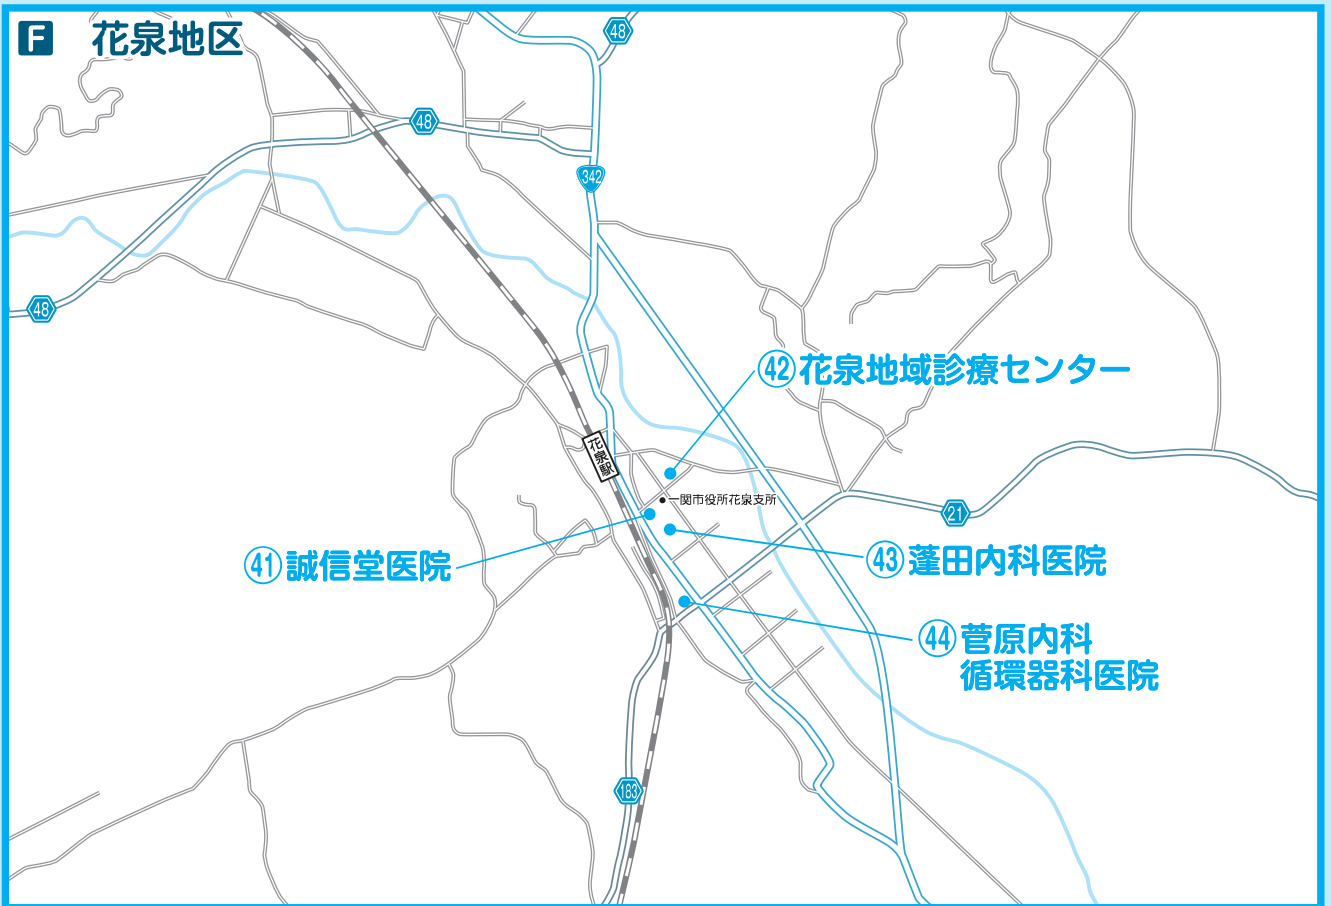 F 花泉地区
48
48
342
48
㊷花泉地域診療センター
花泉駅
一関市役所花泉支所
21
㊶誠信堂医院
㊸蓬田内科医院
㊹菅原内科
循環器科医院
183